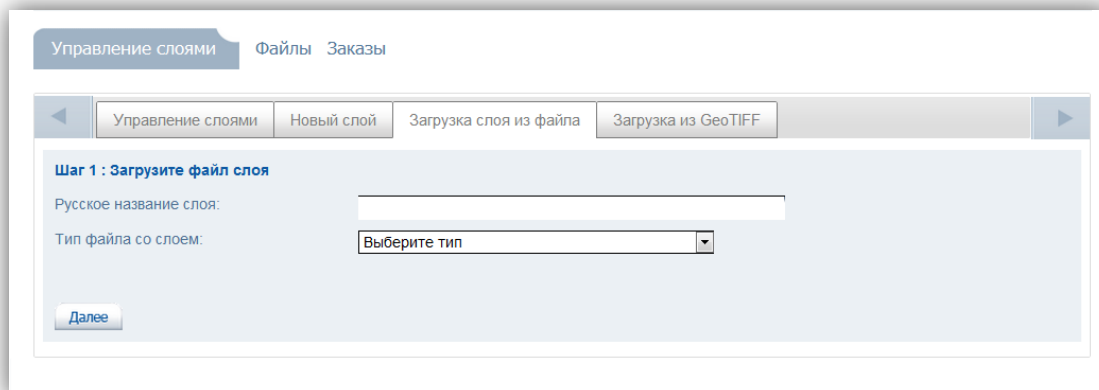 Управление слоями Файлы Заказы
Управление слоями Новый слой Загрузка слоя из файла Загрузка из GeoTIFF
Шаг 1 : Загрузите файл слоя
Русское название слоя:
Тип файла со слоем: Выберите тип
Далее